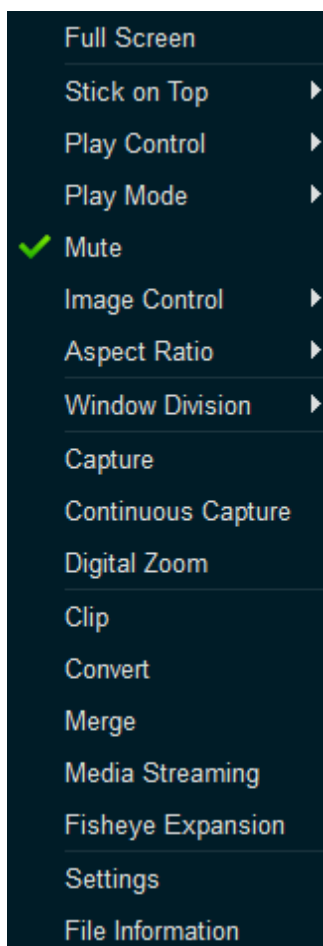 Full Screen
Stick on Top
Play Control
Play Mode
Mute
Image Control
Aspect Ratio
Window Division
Capture
Continuous Capture
Digital Zoom
Clip
Convert
Merge
Media Streaming
Fisheye Expansion
Settings
File Information